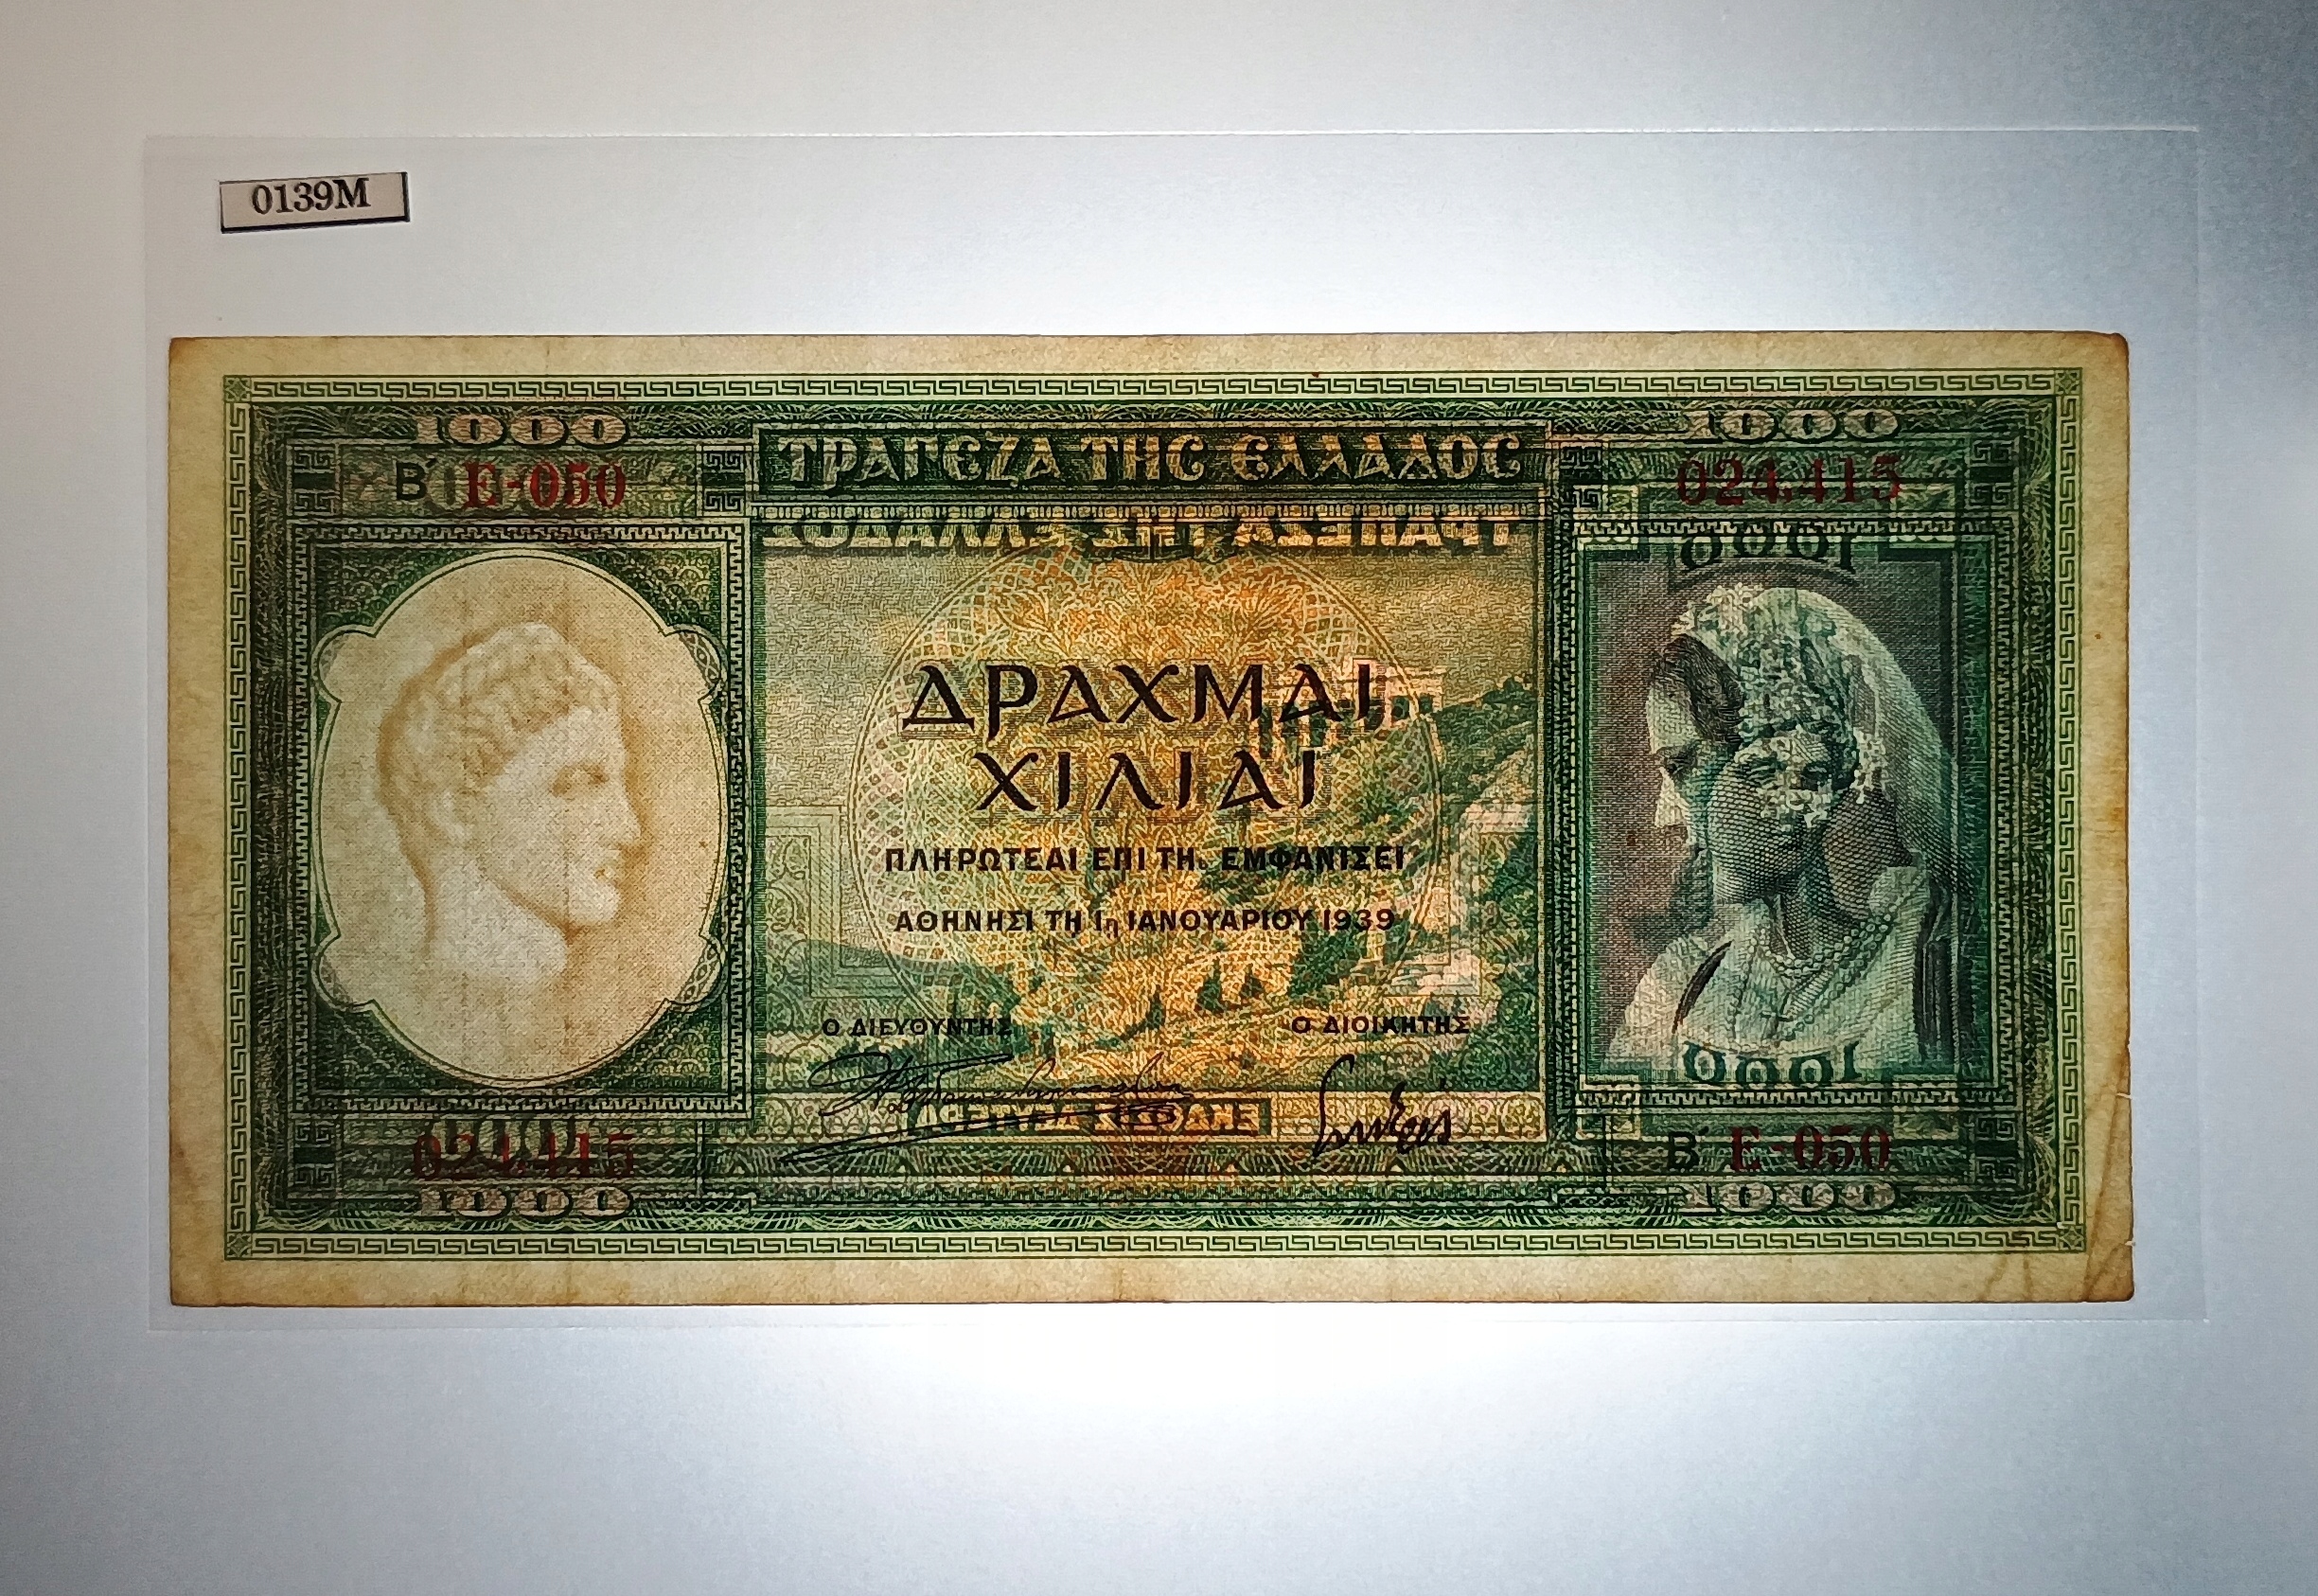 0139M
1000 1000
ΤΡΑΠΕΖΑ ΤΗΣ ΕΛΛΑΔΟΣ
Β΄ Ε-050 024,415
ΔΡΑΧΜΑΙ
ΧΙΛΙΑΙ
ΠΛΗΡΩΤΕΑΙ ΕΠΙ ΤΗι ΕΜΦΑΝΙΣΕΙ
ΑΘΗΝΗΣΙ ΤΗ 1η ΙΑΝΟΥΑΡΙΟΥ 1939
Ο ΔΙΕΥΘΥΝΤΗΣ Ο ΔΙΟΙΚΗΤΗΣ
024,415 Β΄ Ε-050
1000 1000